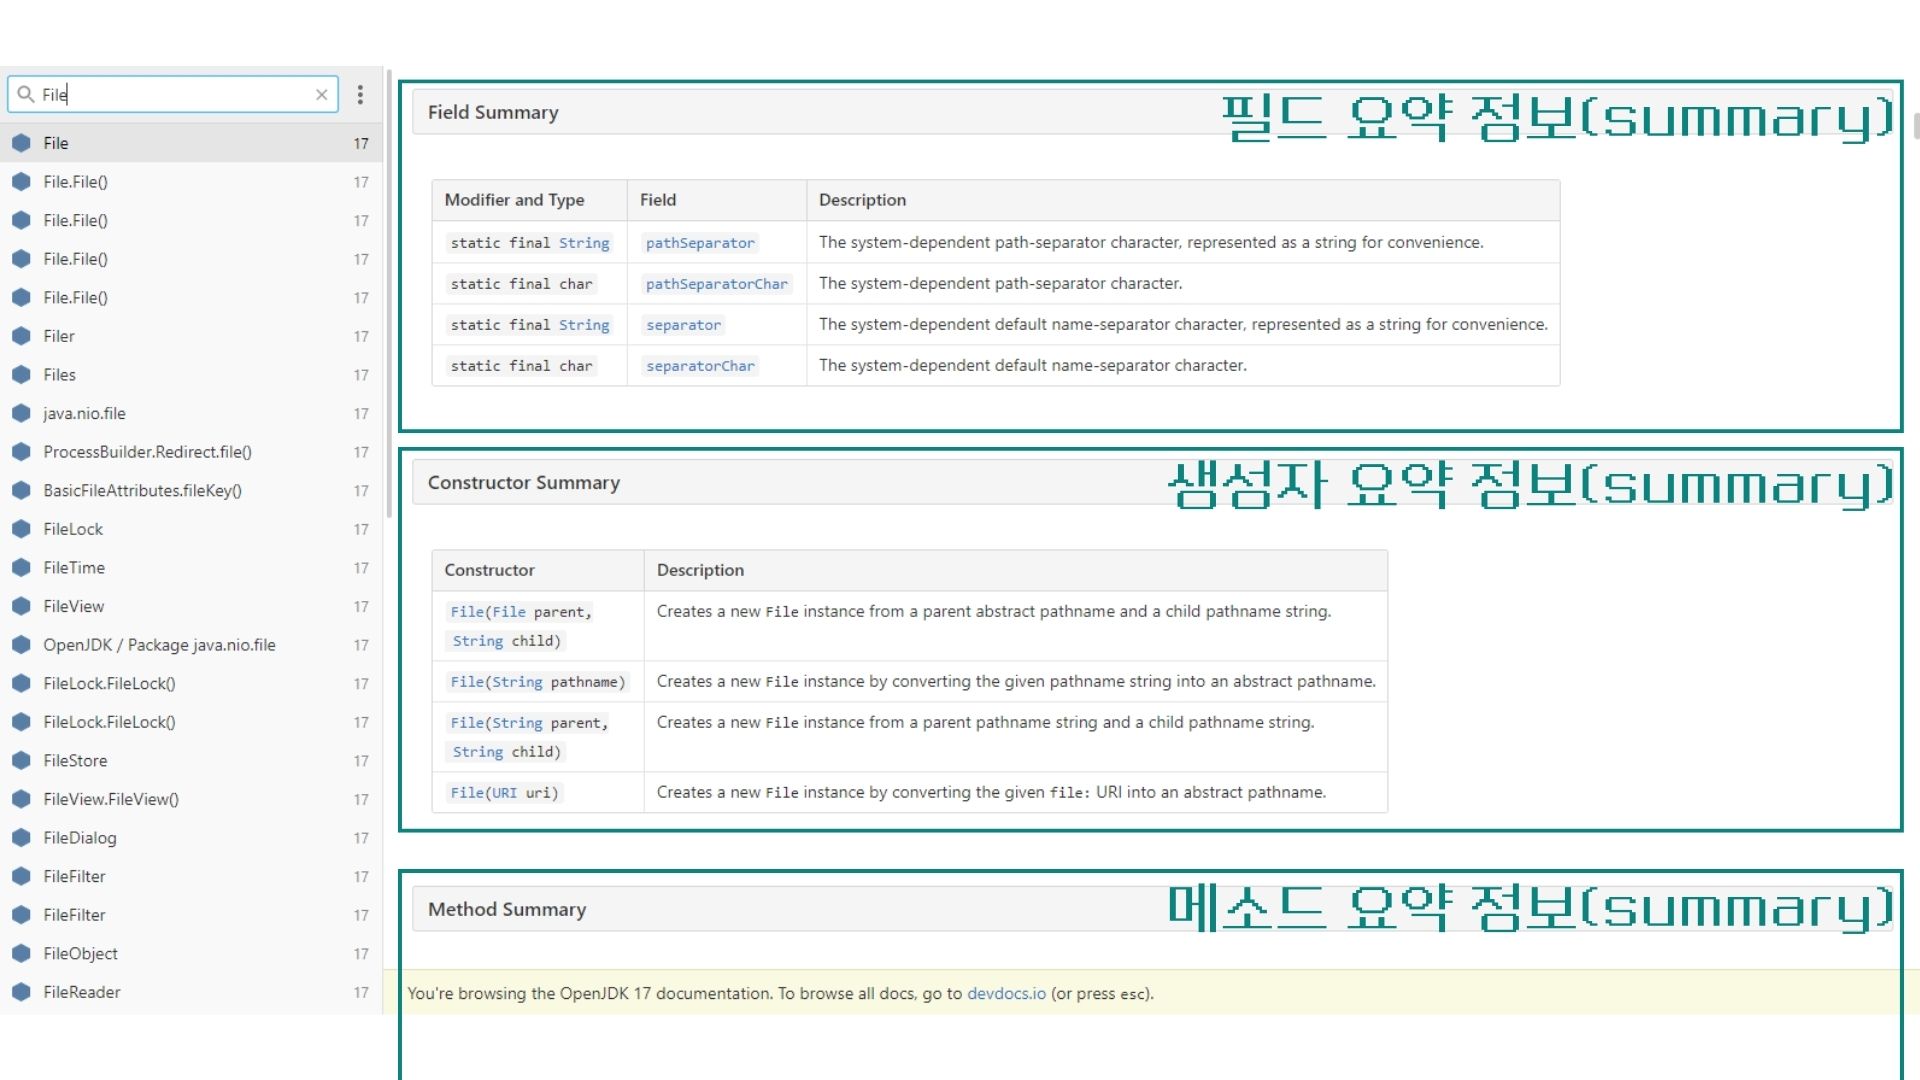 File
File 17
File.File() 17
File.File() 17
File.File() 17
File.File() 17
Filer 17
Files 17
java.nio.file 17
ProcessBuilder.Redirect.file() 17
BasicFileAttributes.fileKey() 17
FileLock 17
FileTime 17
FileView 17
OpenJDK / Package java.nio.file 17
FileLock.FileLock() 17
FileLock.FileLock() 17
FileStore 17
FileView.FileView() 17
FileDialog 17
FileFilter 17
FileFilter 17
FileObject 17
FileReader 17
Field Summary 필드 요약 정보(summary)
Modifier and Type Field Description
static final String pathSeparator The system-dependent path-separator character, represented as a string for convenience.
static final char pathSeparatorChar The system-dependent path-separator character.
static final String separator The system-dependent default name-separator character, represented as a string for convenience.
static final char separatorChar The system-dependent default name-separator character.
Constructor Summary 생성자 요약 정보(summary)
Constructor Description
File(File parent, Creates a new File instance from a parent abstract pathname and a child pathname string.
String child)
File(String pathname) Creates a new File instance by converting the given pathname string into an abstract pathname.
File(String parent, Creates a new File instance from a parent pathname string and a child pathname string.
String child)
File(URI uri) Creates a new File instance by converting the given file: URI into an abstract pathname.
Method Summary 메소드 요약 정보(summary)
You're browsing the OpenJDK 17 documentation. To browse all docs, go to devdocs.io (or press esc).